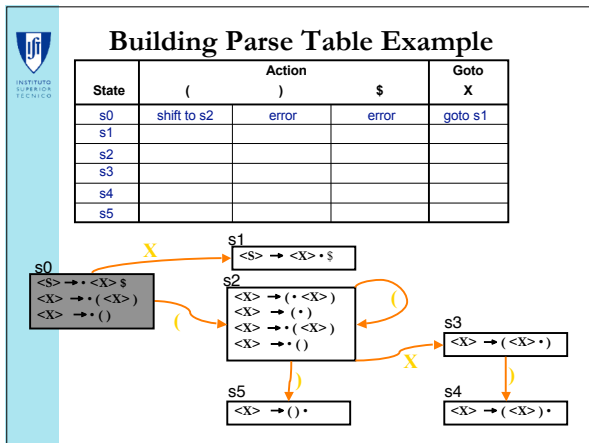 Building Parse Table Example
INSTITUTO
SUPERIOR
TÉCNICO
Action Goto
State ( ) $ X
s0 shift to s2 error error goto s1
s1
s2
s3
s4
s5
s1
X
<S> → <X> • $
s0
<S> → • <X> $
<X> → • ( <X> )
<X> → • ( )
(
s2
<X> → ( • <X> )
<X> → ( • )
<X> → • ( <X> )
<X> → • ( )
(
X
s3
<X> → ( <X> • )
)
)
s5
<X> → ( ) •
s4
<X> → ( <X> ) •